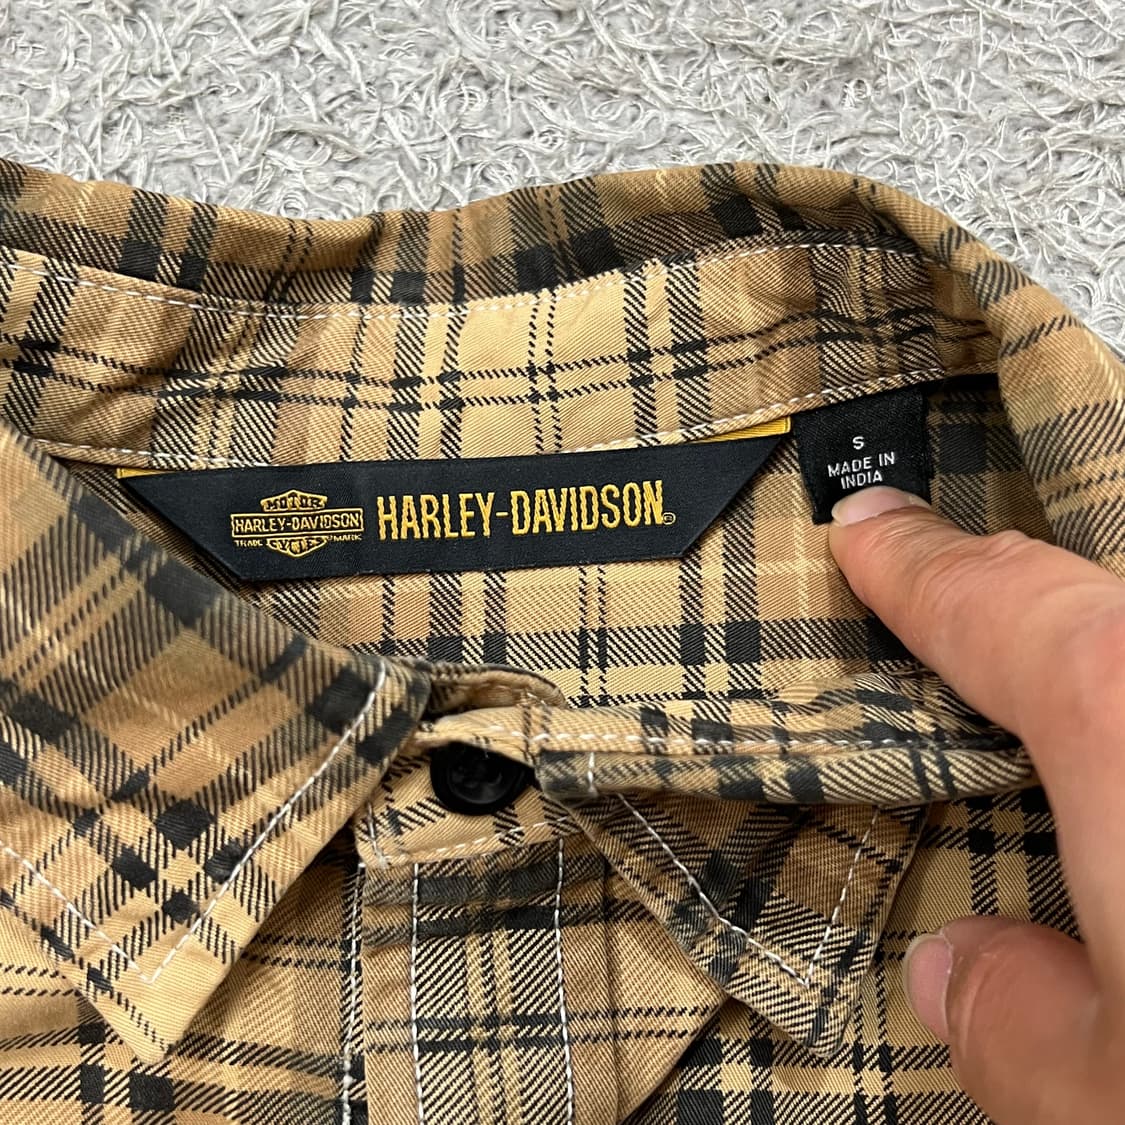 MOTOR
HARLEY-DAVIDSON
TRADE CYCLES MARK
HARLEY-DAVIDSON®
S
MADE IN
INDIA